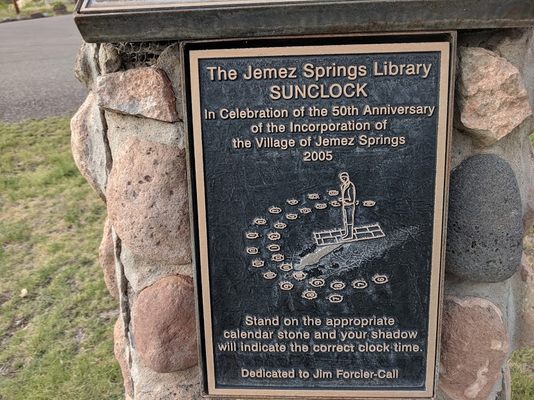 The Jemez Springs Library
SUNCLOCK
In Celebration of the 50th Anniversary
of the Incorporation of
the Village of Jemez Springs
2005
Stand on the appropriate
calendar stone and your shadow
will indicate the correct clock time.
Dedicated to Jim Forcier-Call